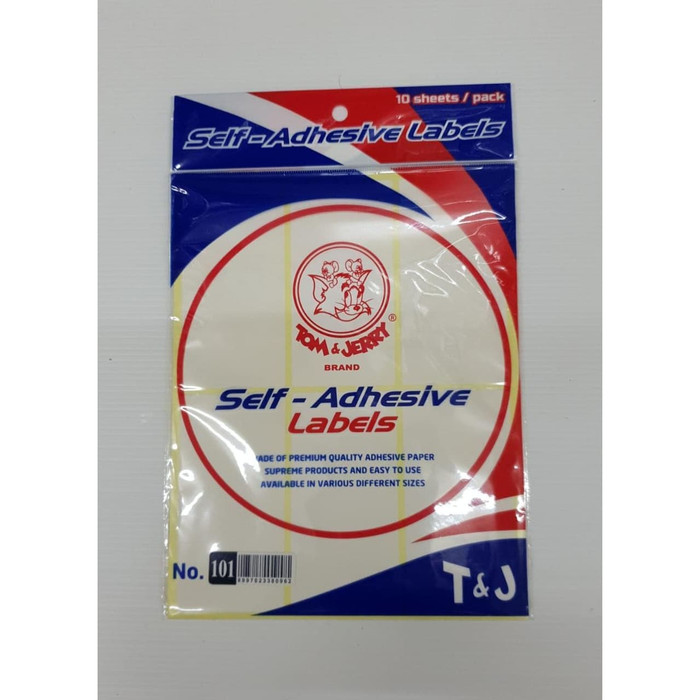 10 sheets / pack
Self-Adhesive Labels
TOM & JERRY ®
BRAND
Self - Adhesive
Labels
MADE OF PREMIUM QUALITY ADHESIVE PAPER
SUPREME PRODUCTS AND EASY TO USE
AVAILABLE IN VARIOUS DIFFERENT SIZES
No. 101
T & J